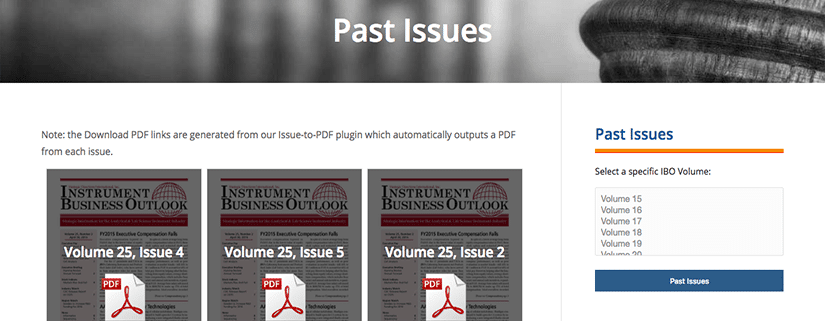 Past Issues
Note: the Download PDF links are generated from our Issue-to-PDF plugin which automatically outputs a PDF
from each issue.
INSTRUMENT
BUSINESS OUTLOOK
FY2015 Executive Compensation Falls
Volume 25, Issue 4
PDF
INSTRUMENT
BUSINESS OUTLOOK
FY2015 Executive Compensation Falls
Volume 25, Issue 5
PDF
INSTRUMENT
BUSINESS OUTLOOK
FY2015 Executive Compensation Falls
Volume 25, Issue 2
PDF
Past Issues
Select a specific IBO Volume:
Volume 15
Volume 16
Volume 17
Volume 18
Volume 19
Volume 20
Past Issues